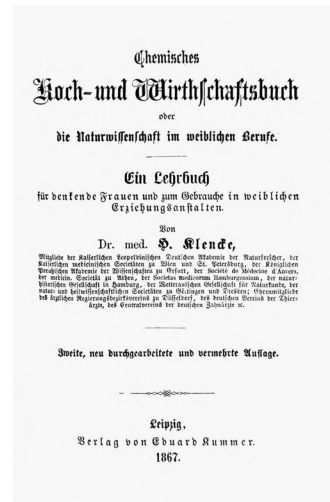 Chemisches
Koch- und Wirthschaftsbuch
oder
die Naturwissenschaft im weiblichen Berufe.
Ein Lehrbuch
für denkende Frauen und zum Gebrauche in weiblichen
Erziehungsanstalten.
Von
Dr. med. H. Klencke,
Mitgliede der Kaiserlichen Leopoldinischen Deutschen Akademie der Naturforscher, der
Kaiserlichen medicinischen Societäten zu Wien und St. Petersburg, der Königlichen
Preußischen Akademie der Wissenschaften zu Erfurt, der Société de Médecine d'Anvers,
der medicin. Societät zu Athen, der Societas medicorum Hamburgensium, der natur-
historischen Gesellschaft in Hamburg, der Wetterauischen Gesellschaft für Naturkunde, der
natur- und heilwissenschaftlichen Societäten zu Göttingen und Dresden; Ehrenmitgliede
des ärztlichen Regierungsbezirksvereins zu Düsseldorf, des deutschen Vereins der Thier-
ärzte, des Centralvereins der deutschen Zahnärzte ꝛc.
Zweite, neu durchgearbeitete und vermehrte Auflage.
Leipzig,
Verlag von Eduard Kummer.
1867.